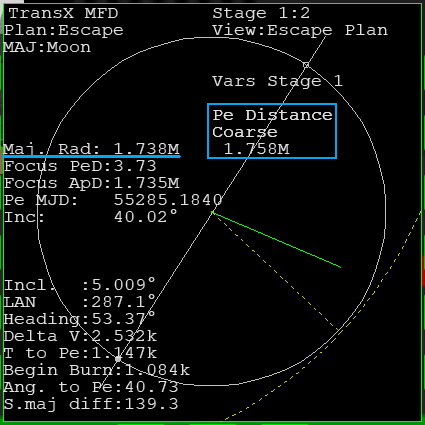 TransX MFD
Stage 1:2
Plan:Escape
View:Escape Plan
MAJ:Moon
Vars Stage 1
Pe Distance
Coarse
1.758M
Maj. Rad: 1.738M
Focus PeD:3.73
Focus ApD:1.735M
Pe MJD: 55285.1840
Inc: 40.02°
Incl. :5.009°
LAN :287.1°
Heading:53.37°
Delta V:2.532k
T to Pe:1.147k
Begin Burn:1.084k
Ang. to Pe:40.73
S.maj diff:139.3